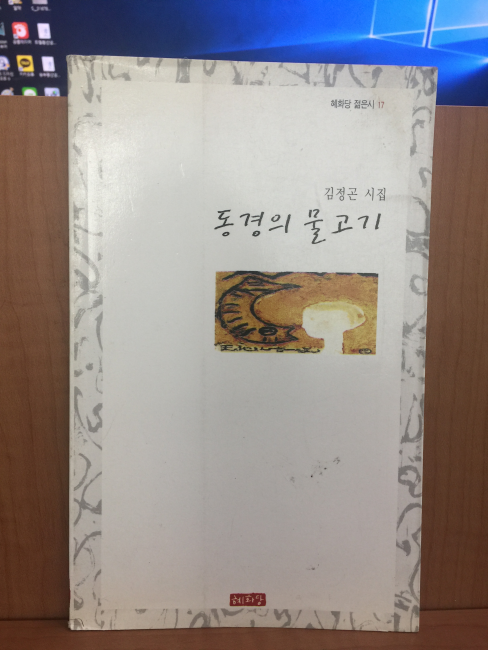 혜화당 젊은시 17
김정곤 시집
동경의 물고기
혜화당